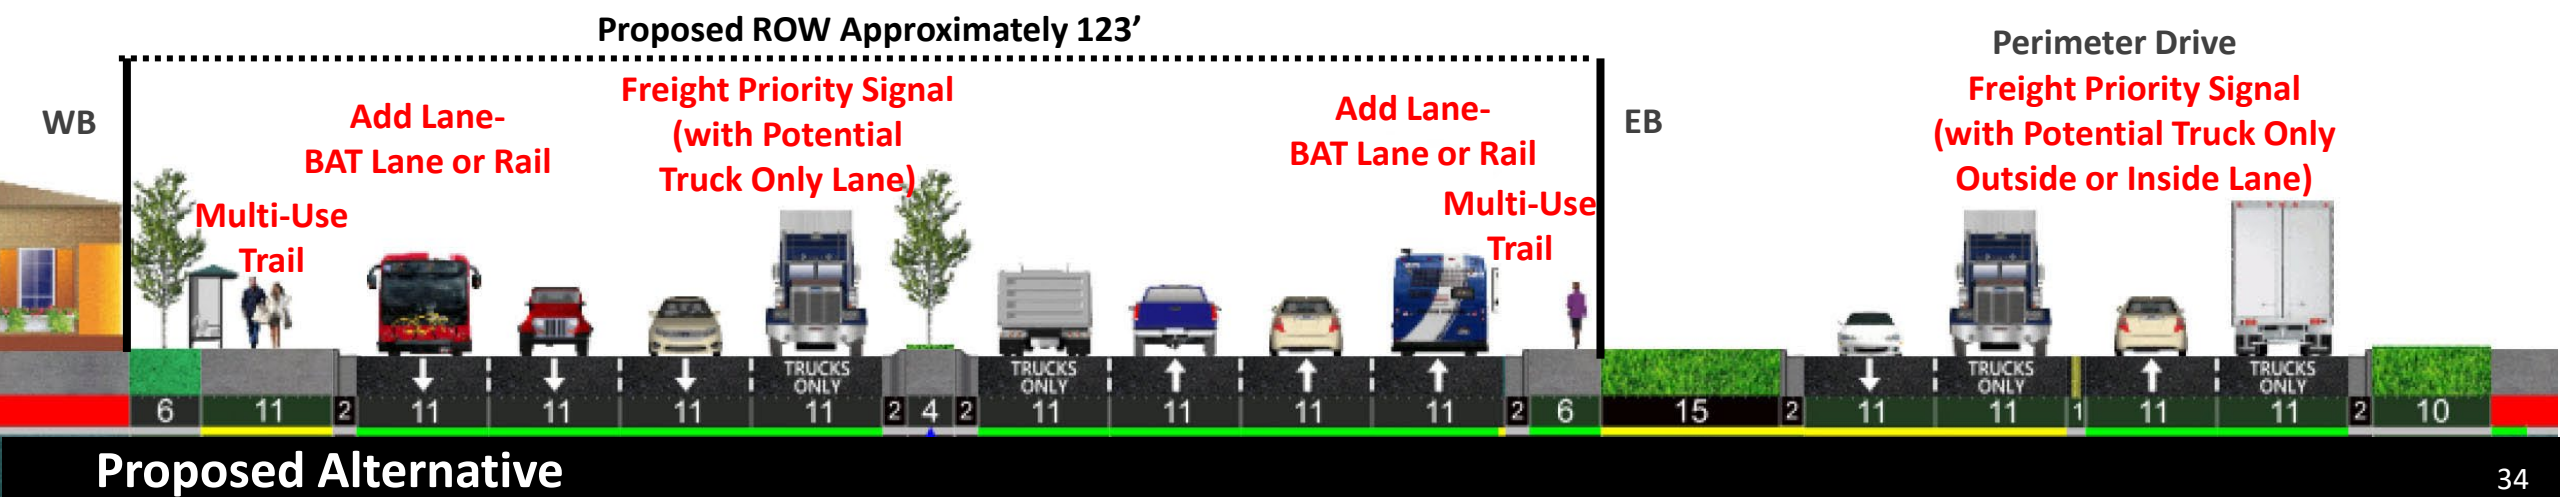 Proposed ROW Approximately 123’
Perimeter Drive
WB
Add Lane-
BAT Lane or Rail
Freight Priority Signal
(with Potential
Truck Only Lane)
Add Lane-
BAT Lane or Rail
EB
Freight Priority Signal
(with Potential Truck Only
Outside or Inside Lane)
Multi-Use
Trail
Multi-Use
Trail
TRUCKS
ONLY
TRUCKS
ONLY
TRUCKS
ONLY
TRUCKS
ONLY
6 11 2 11 11 11 11 2 4 2 11 11 11 11 2 6 15 2 11 11 1 11 11 2 10
Proposed Alternative
34